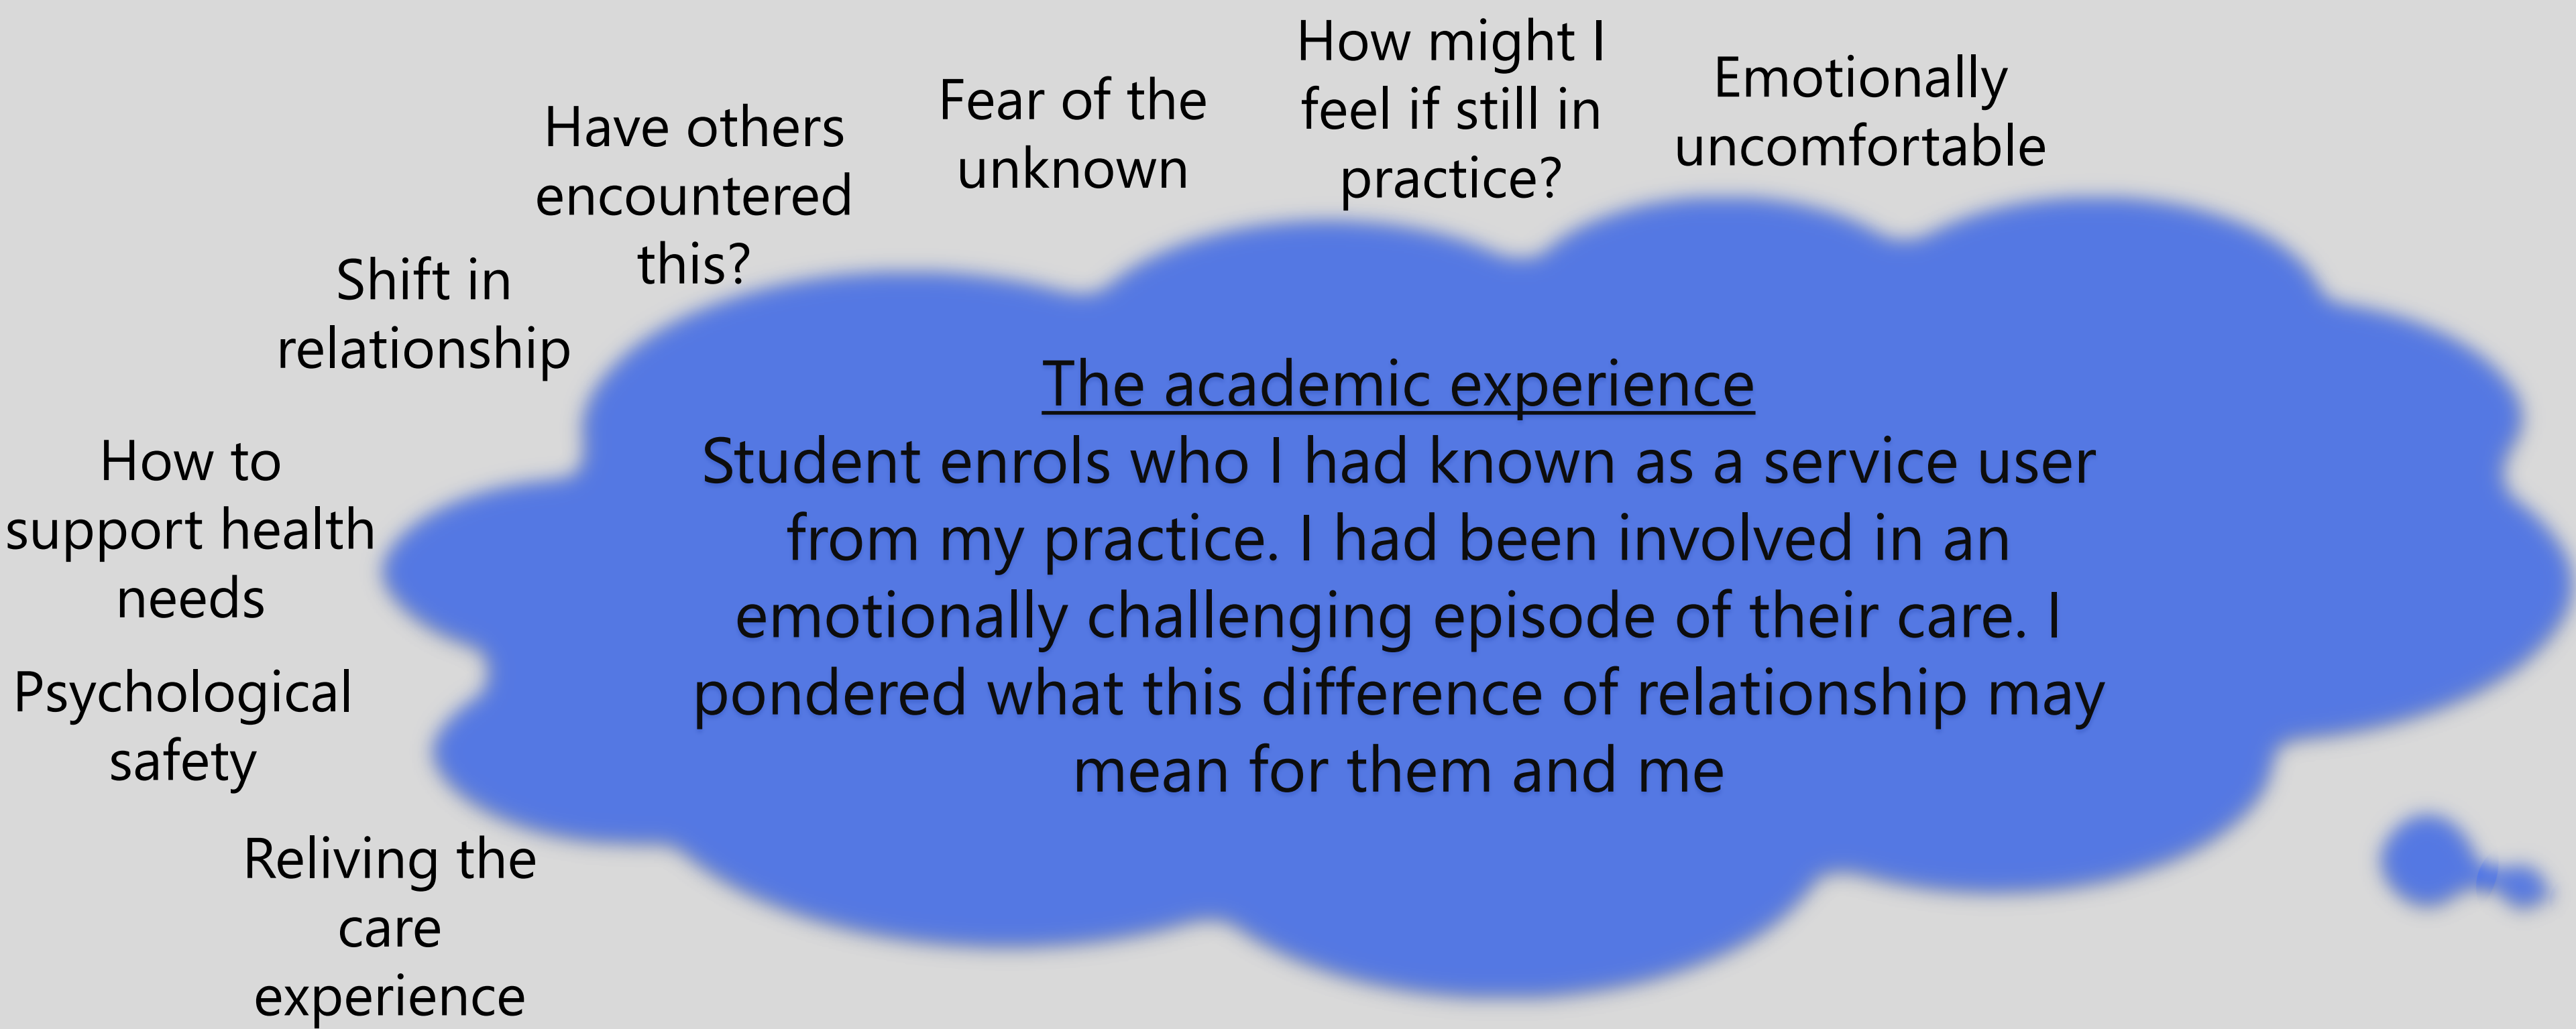 How might I
feel if still in
practice?
Emotionally
uncomfortable
Fear of the
unknown
Have others
encountered
this?
Shift in
relationship
How to
support health
needs
Psychological
safety
Reliving the
care
experience
The academic experience
Student enrols who I had known as a service user
from my practice. I had been involved in an
emotionally challenging episode of their care. I
pondered what this difference of relationship may
mean for them and me